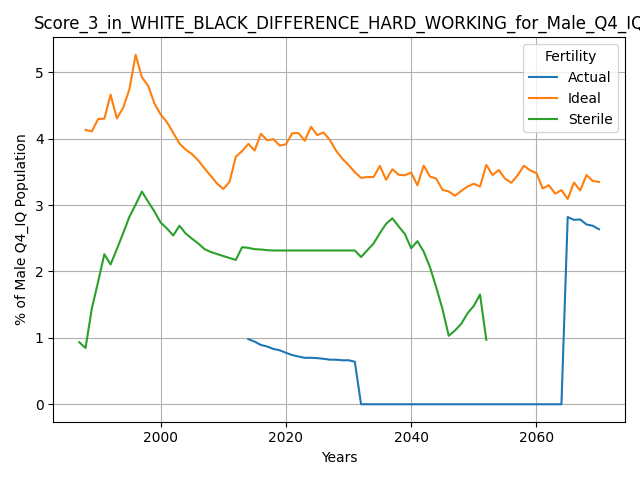 Score_3_in_WHITE_BLACK_DIFFERENCE_HARD_WORKING_for_Male_Q4_IQ
Fertility
Actual
Ideal
Sterile
% of Male Q4_IQ Population
5
4
3
2
1
0
2000 2020 2040 2060
Years